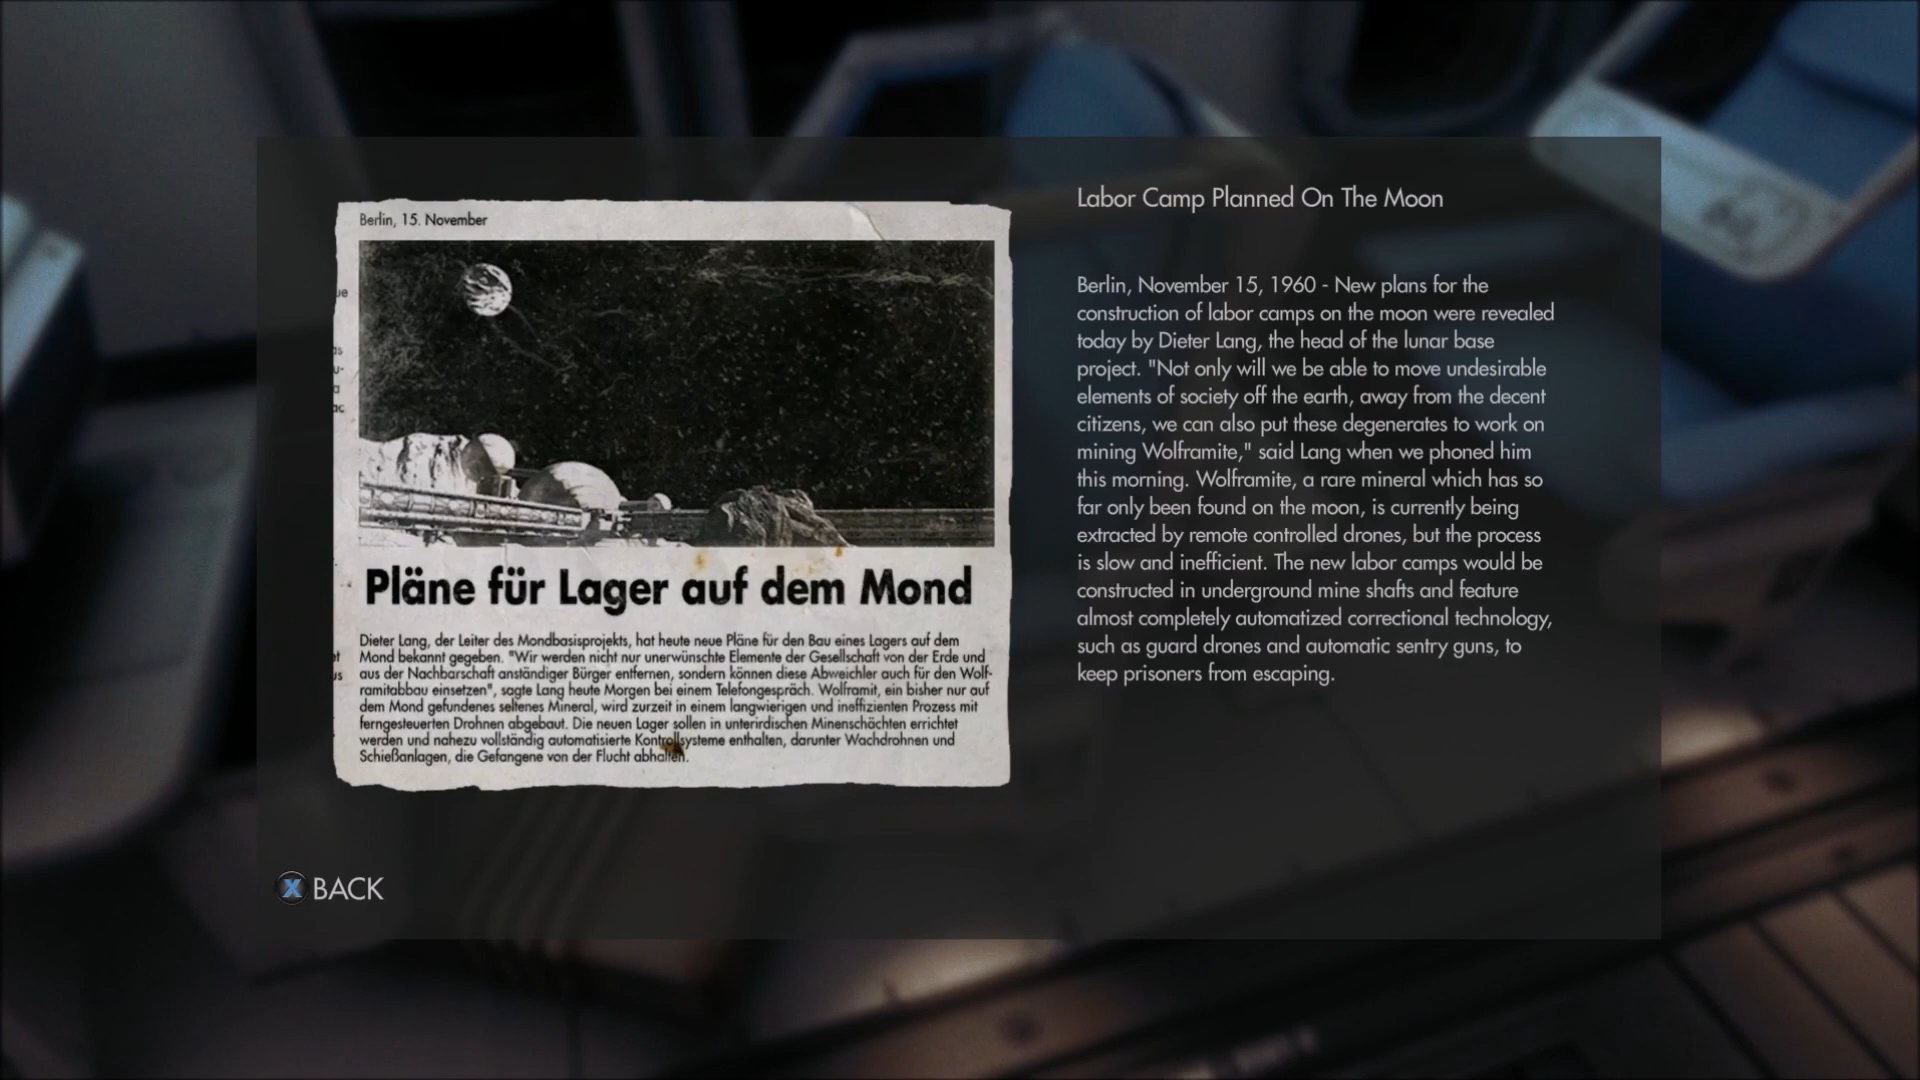 Berlin, 15. November
ue
as
u-
a
ac
Pläne für Lager auf dem Mond
Dieter Lang, der Leiter des Mondbasisprojekts, hat heute neue Pläne für den Bau eines Lagers auf dem
Mond bekannt gegeben. "Wir werden nicht nur unerwünschte Elemente der Gesellschaft von der Erde und
aus der Nachbarschaft anständiger Bürger entfernen, sondern können diese Abweichler auch für den Wolf-
ramitabbau einsetzen", sagte Lang heute Morgen bei einem Telefongespräch. Wolframit, ein bisher nur auf
dem Mond gefundenes seltenes Mineral, wird zurzeit in einem langwierigen und ineffizienten Prozess mit
ferngesteuerten Drohnen abgebaut. Die neuen Lager sollen in unterirdischen Minenschächten errichtet
werden und nahezu vollständig automatisierte Kontrollsysteme enthalten, darunter Wachdrohnen und
Schießanlagen, die Gefangene von der Flucht abhalten.
Labor Camp Planned On The Moon
Berlin, November 15, 1960 - New plans for the
construction of labor camps on the moon were revealed
today by Dieter Lang, the head of the lunar base
project. "Not only will we be able to move undesirable
elements of society off the earth, away from the decent
citizens, we can also put these degenerates to work on
mining Wolframite," said Lang when we phoned him
this morning. Wolframite, a rare mineral which has so
far only been found on the moon, is currently being
extracted by remote controlled drones, but the process
is slow and inefficient. The new labor camps would be
constructed in underground mine shafts and feature
almost completely automatized correctional technology,
such as guard drones and automatic sentry guns, to
keep prisoners from escaping.
X BACK